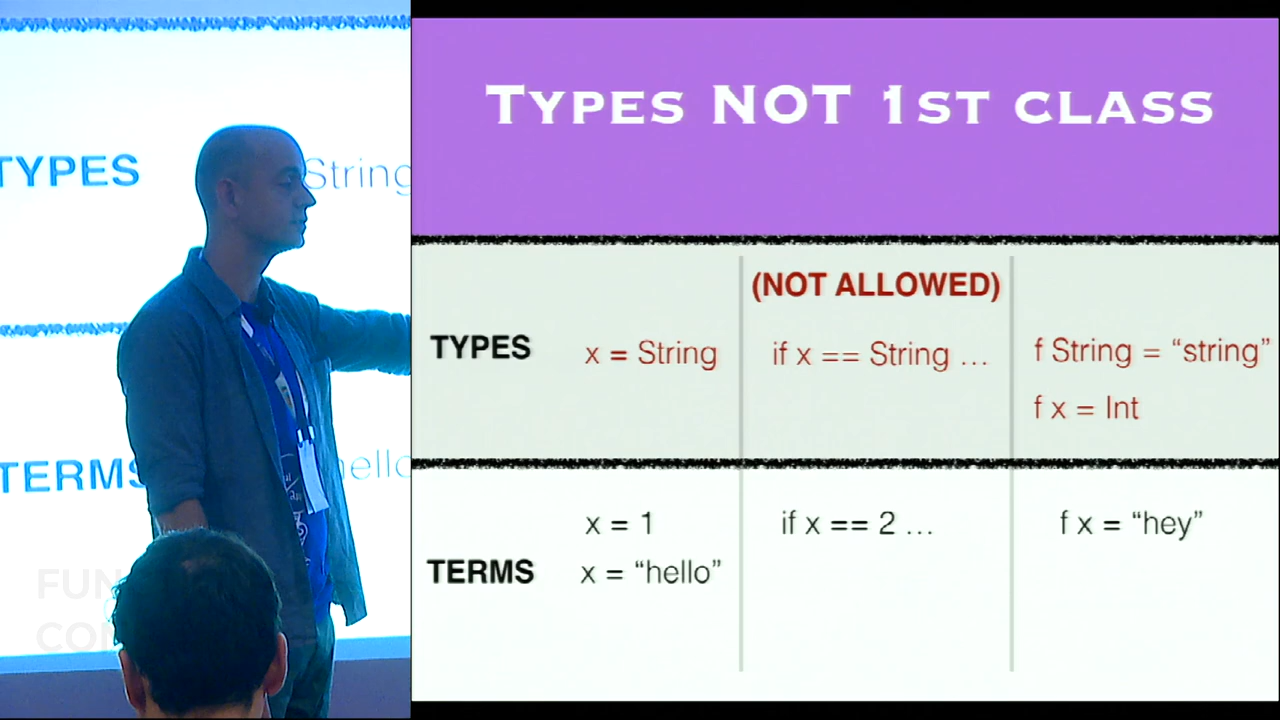 TYPES NOT 1ST CLASS
(NOT ALLOWED)
TYPES
x = String
if x == String …
f String = “string”
f x = Int
TERMS
x = 1
x = “hello”
if x == 2 …
f x = “hey”
TYPES
String
TERMS